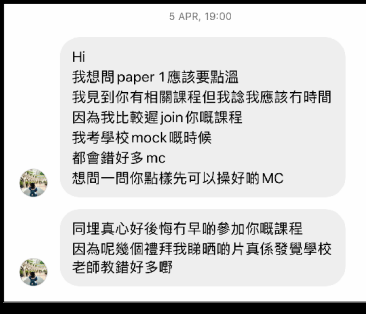 5 APR, 19:00
Hi
我想問paper 1應該要點溫
我見到你有相關課程但我諗我應該冇時間
因為我比較遲join你嘅課程
我考學校mock嘅時候
都會錯好多mc
想問一問你點樣先可以操好啲MC
同埋真心好後悔冇早啲參加你嘅課程
因為呢幾個禮拜我睇晒啲片真係發覺學校
老師教錯好多嘢